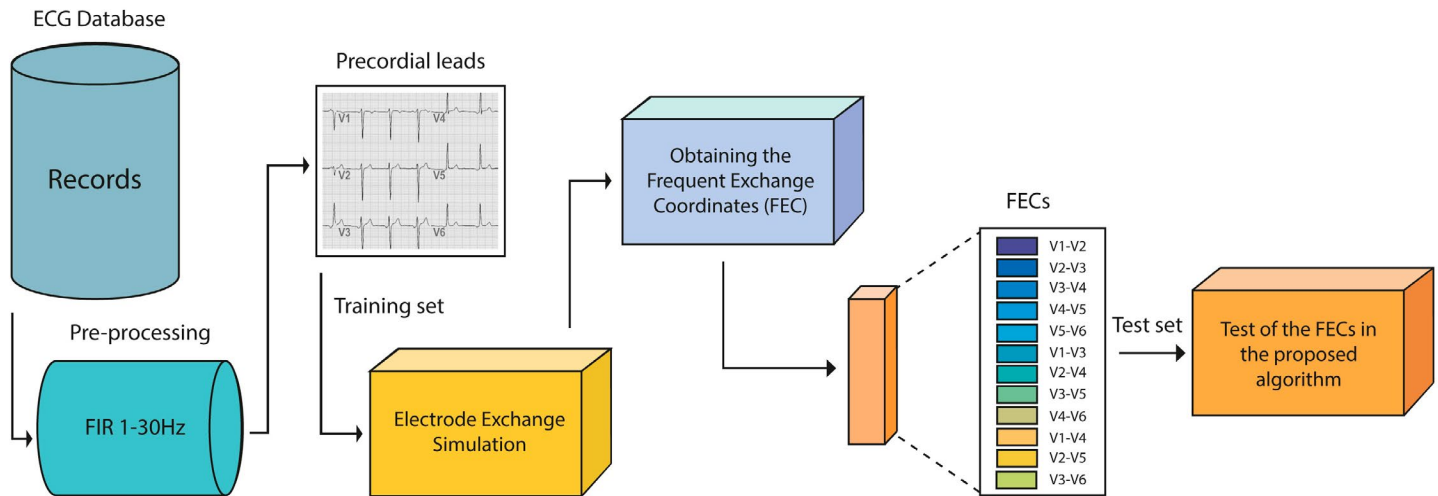 ECG Database
Records
Pre-processing
FIR 1-30Hz
Precordial leads
V1
V4
V2
V5
V3
V6
Training set
Electrode Exchange
Simulation
Obtaining the
Frequent Exchange
Coordinates (FEC)
FECs
V1-V2
V2-V3
V3-V4
V4-V5
V5-V6
V1-V3
V2-V4
V3-V5
V4-V6
V1-V4
V2-V5
V3-V6
Test set
Test of the FECs in
the proposed
algorithm